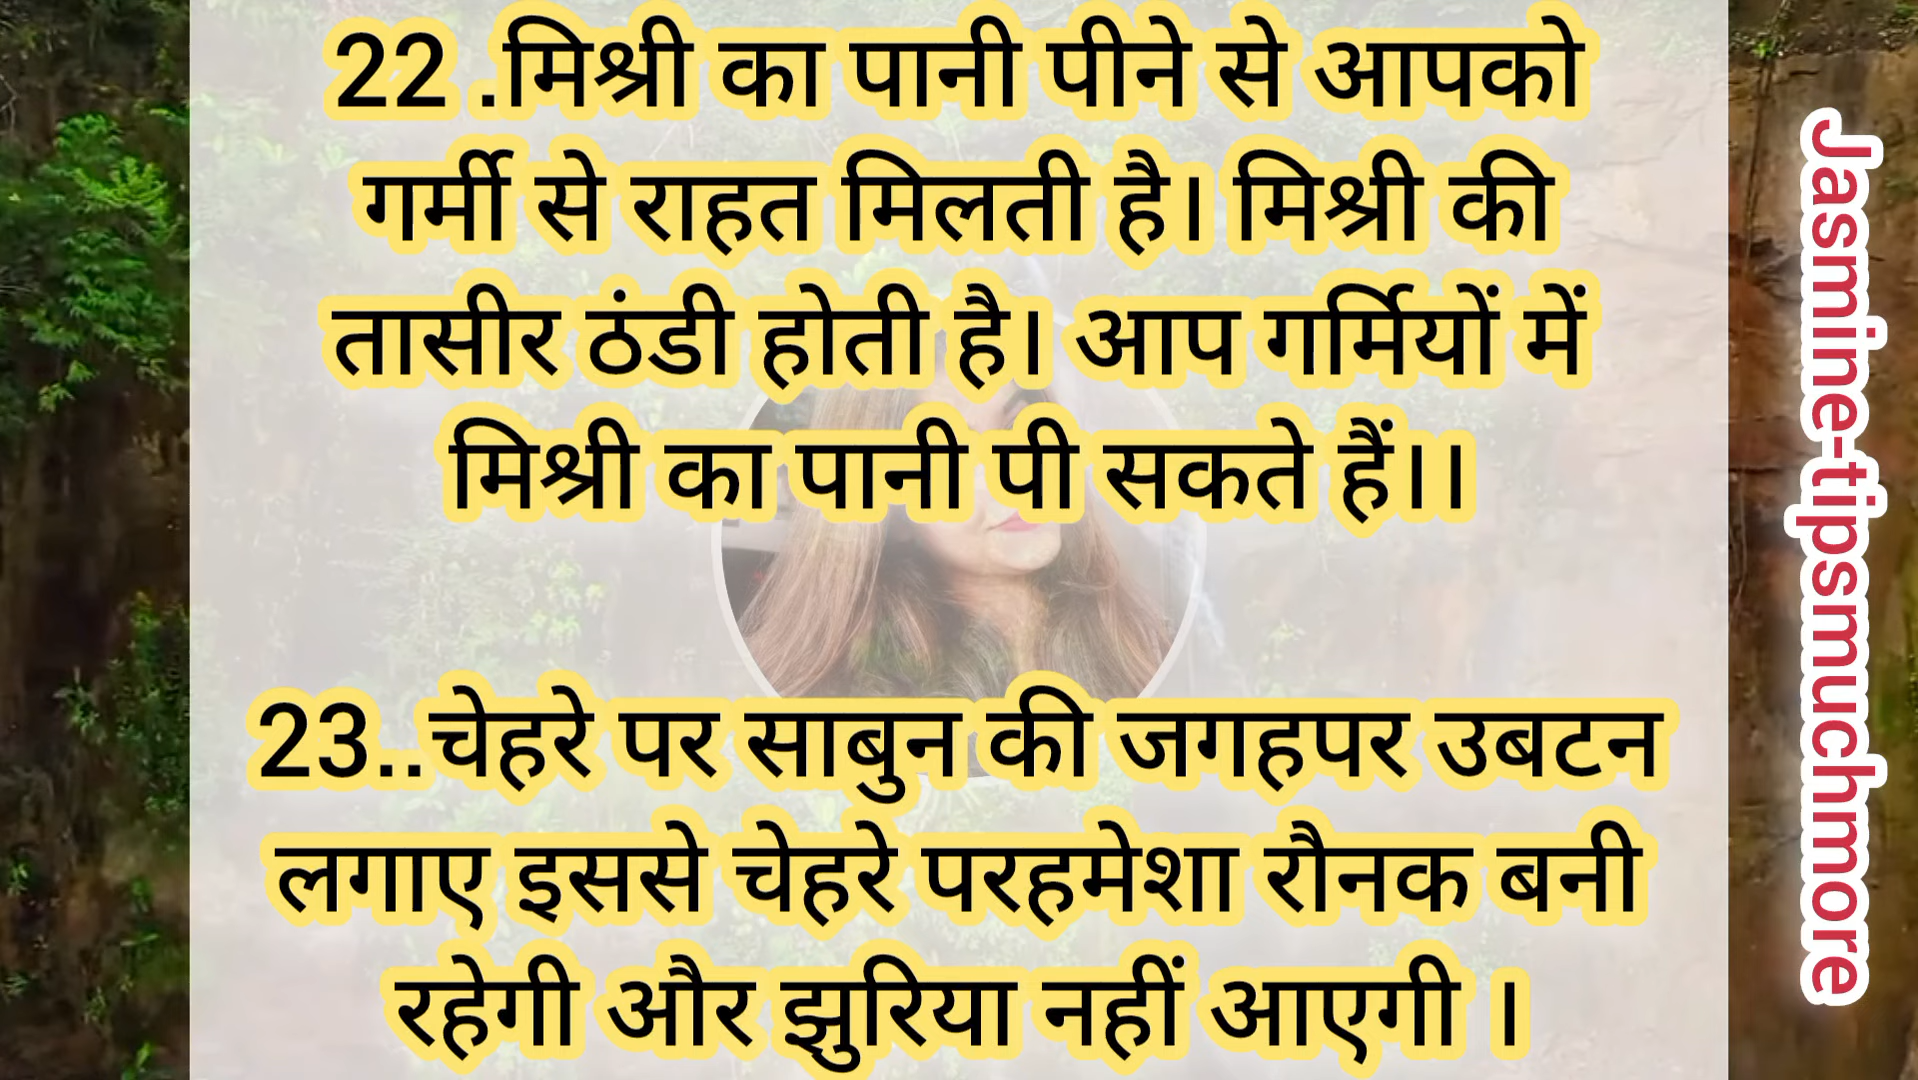 22 .मिश्री का पानी पीने से आपको
गर्मी से राहत मिलती है। मिश्री की
तासीर ठंडी होती है। आप गर्मियों में
मिश्री का पानी पी सकते हैं।।
23..चेहरे पर साबुन की जगहपर उबटन
लगाए इससे चेहरे परहमेशा रौनक बनी
रहेगी और झुरिया नहीं आएगी ।
Jasmine-tipsmuchmore